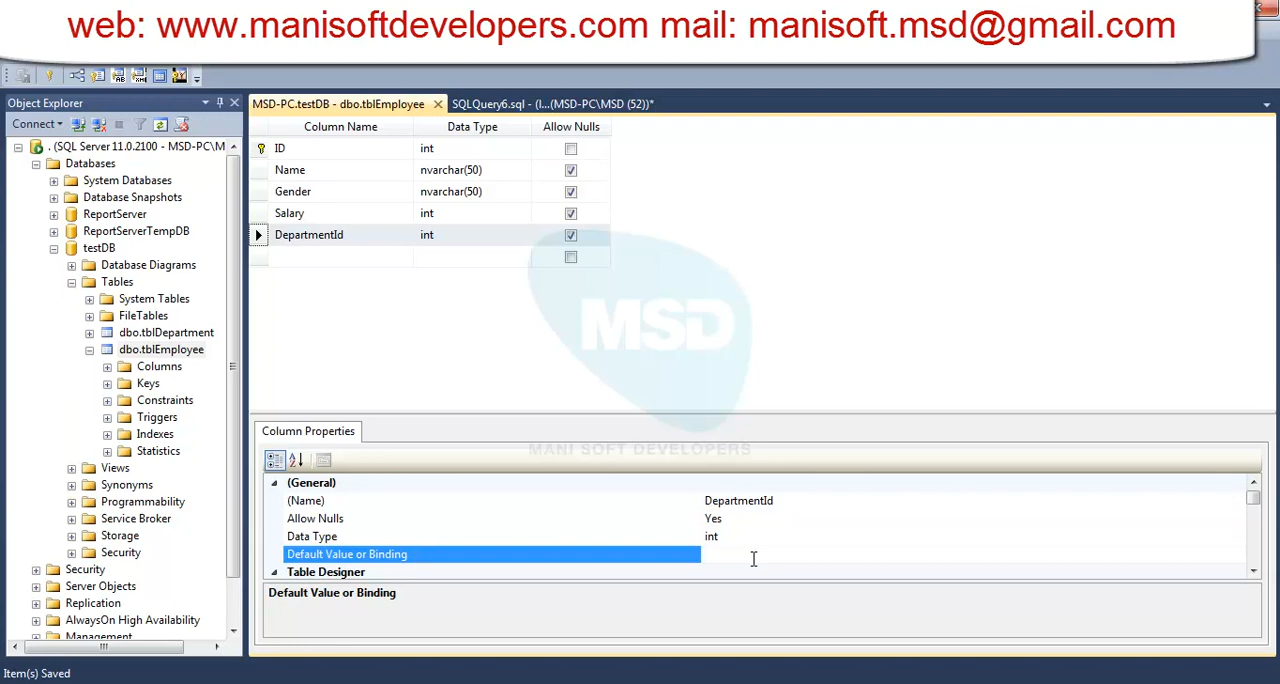 web: www.manisoftdevelopers.com mail: manisoft.msd@gmail.com
Object Explorer
MSD-PC.testDB - dbo.tblEmployee
SQLQuery6.sql - (l...(MSD-PC\MSD (52))*
Connect
Column Name Data Type Allow Nulls
. (SQL Server 11.0.2100 - MSD-PC\M
Databases
System Databases
Database Snapshots
ReportServer
ReportServerTempDB
testDB
Database Diagrams
Tables
System Tables
FileTables
dbo.tblDepartment
dbo.tblEmployee
Columns
Keys
Constraints
Triggers
Indexes
Statistics
Views
Synonyms
Programmability
Service Broker
Storage
Security
Security
Server Objects
Replication
AlwaysOn High Availability
Management
ID int
Name nvarchar(50)
Gender nvarchar(50)
Salary int
DepartmentId int
MSD
MANI SOFT DEVELOPERS
Column Properties
(General)
(Name) DepartmentId
Allow Nulls Yes
Data Type int
Default Value or Binding
Table Designer
Default Value or Binding
Item(s) Saved